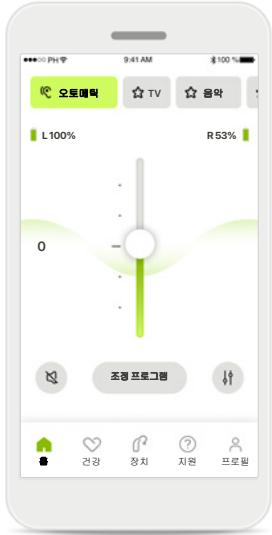 PH 9:41 AM 100 %
오토매틱 TV 음악
L 100% R 53%
0
조정 프로그램
홈 건강 장치 지원 프로필